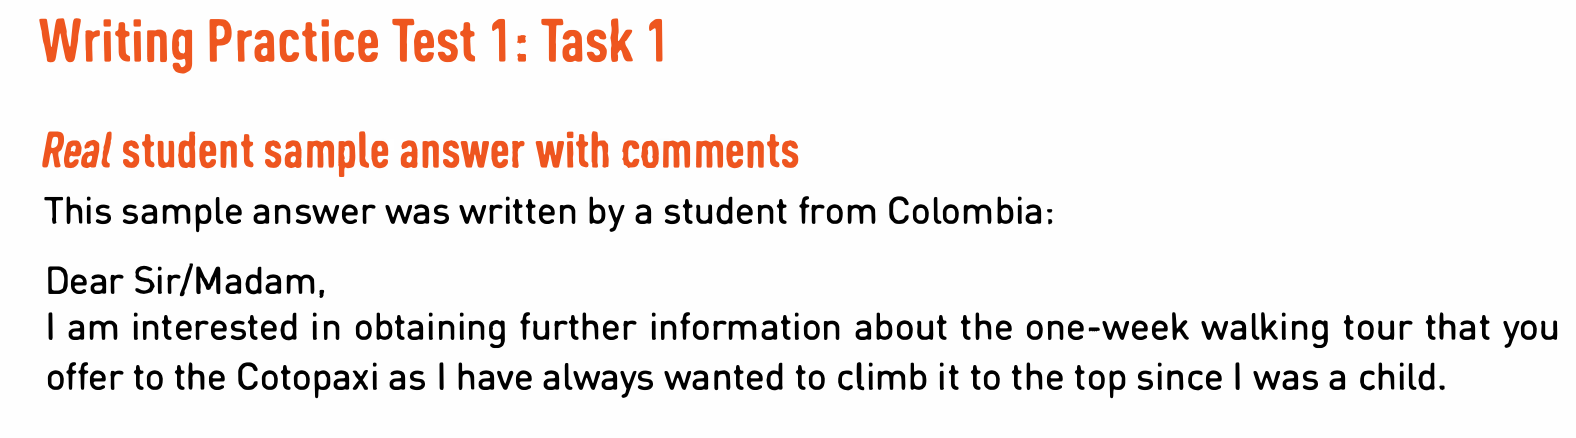 Writing Practice Test 1: Task 1
Real student sample answer with comments
This sample answer was written by a student from Colombia:
Dear Sir/Madam,
I am interested in obtaining further information about the one-week walking tour that you
offer to the Cotopaxi as I have always wanted to climb it to the top since I was a child.